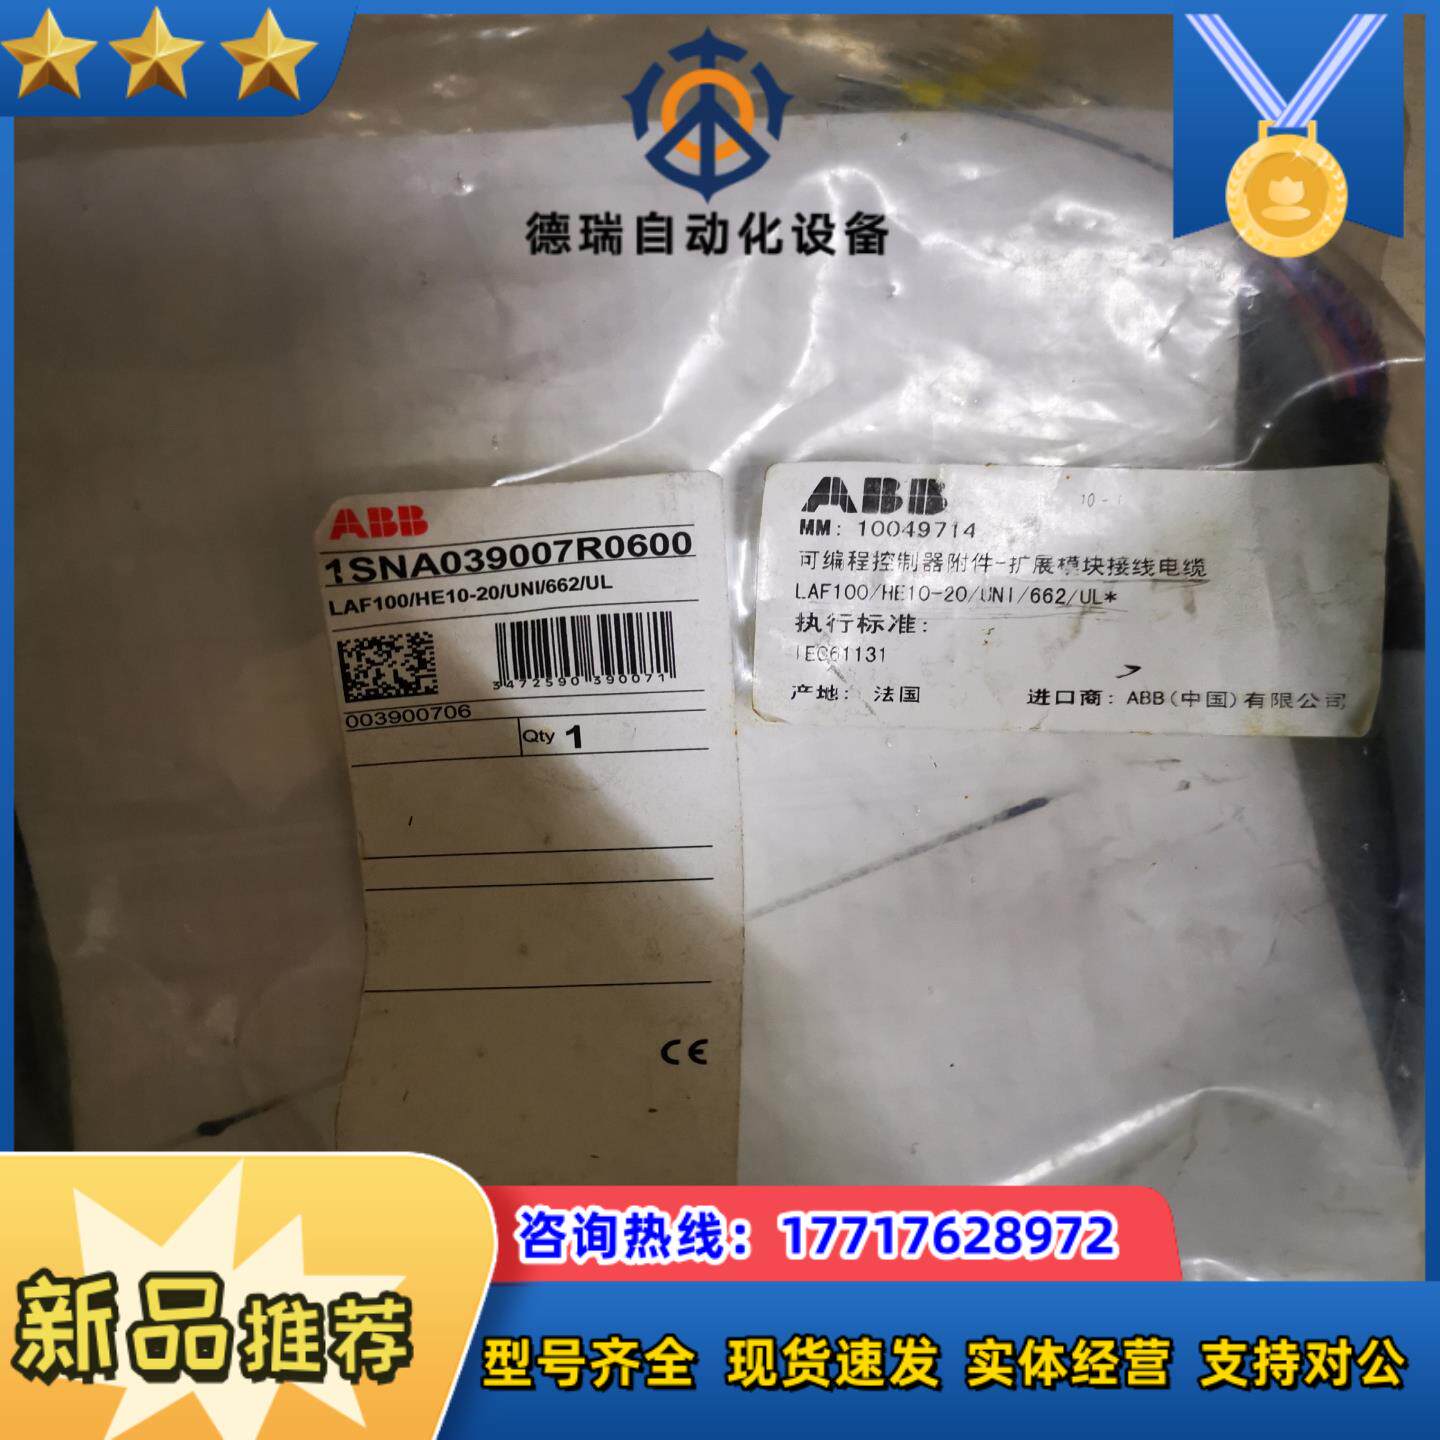 德瑞自动化设备
ABB
1SNA039007R0600
LAF100/HE10-20/UNI/662/UL
3472590390071
003900706
Qty 1
CE
ABB
MM: 10049714
可编程控制器附件-扩展模块接线电缆
LAF100/HE10-20/UNI/662/UL*
执行标准:
IEC61131
产地: 法国 进口商: ABB(中国)有限公司
咨询热线：17717628972
新品推荐
型号齐全 现货速发 实体经营 支持对公